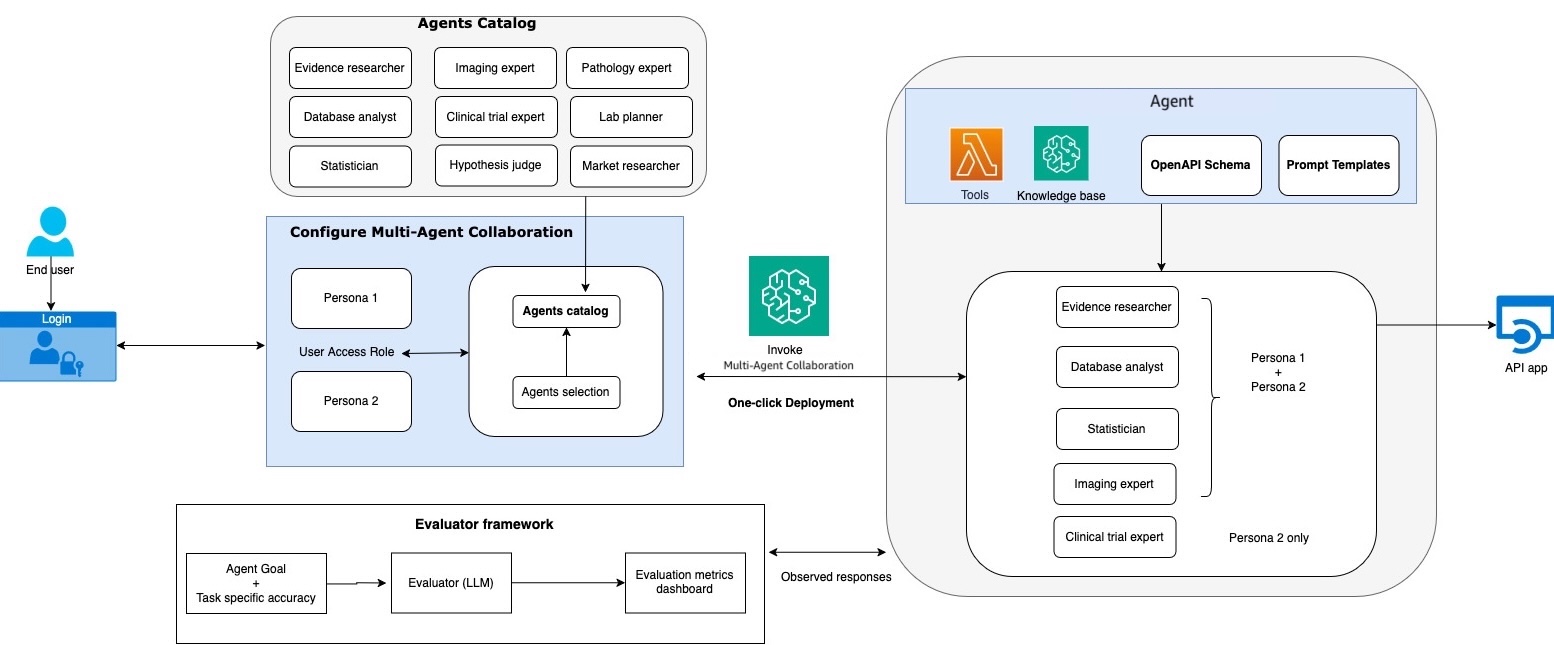 Agents Catalog
Evidence researcher
Imaging expert
Pathology expert
Database analyst
Clinical trial expert
Lab planner
Statistician
Hypothesis judge
Market researcher
End user
Login
Configure Multi-Agent Collaboration
Persona 1
User Access Role
Persona 2
Agents catalog
Agents selection
Invoke
Multi-Agent Collaboration
One-click Deployment
Agent
Tools
Knowledge base
OpenAPI Schema
Prompt Templates
Evidence researcher
Database analyst
Statistician
Imaging expert
Clinical trial expert
Persona 1
+
Persona 2
Persona 2 only
API app
Evaluator framework
Agent Goal
+
Task specific accuracy
Evaluator (LLM)
Evaluation metrics
dashboard
Observed responses